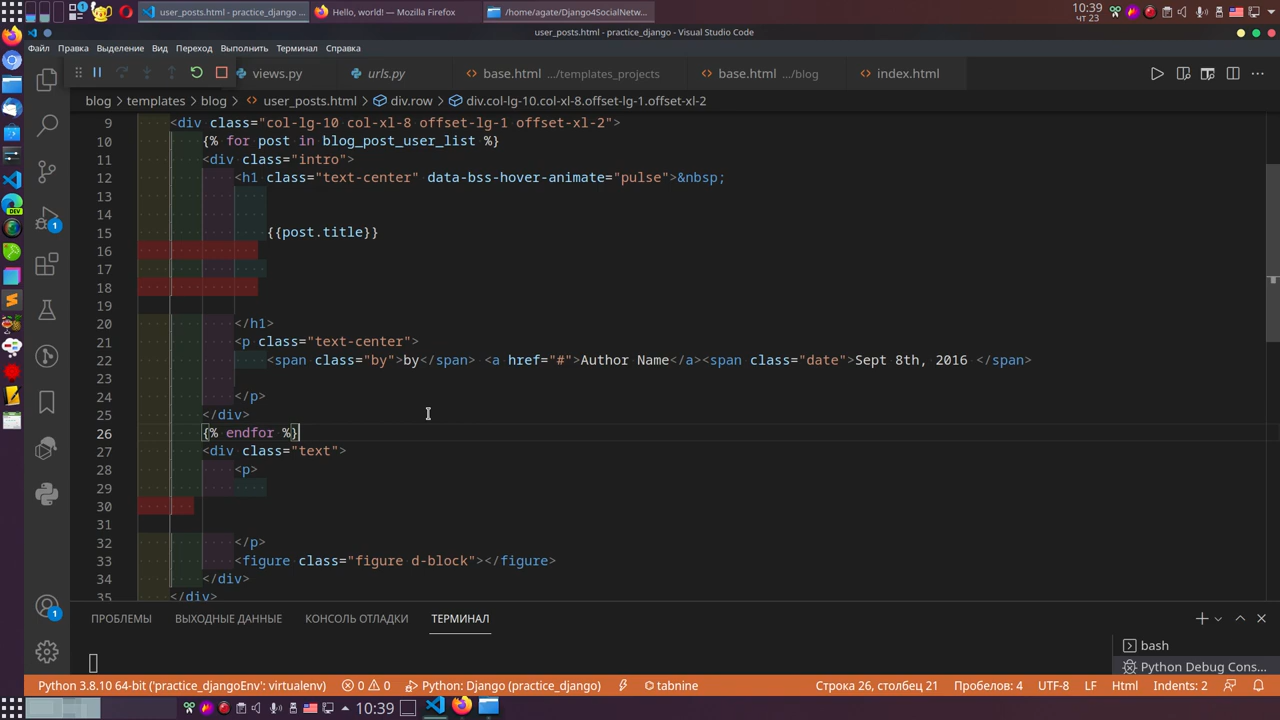 user_posts.html - practice_django ...
Hello, world! — Mozilla Firefox
/home/agate/Django4SocialNetw...
10:39
чт 23
user_posts.html - practice_django - Visual Studio Code
Файл Правка Выделение Вид Переход Выполнить Терминал Справка
views.py urls.py base.html .../templates_projects base.html .../blog index.html
blog › templates › blog › <> user_posts.html › div.row › div.col-lg-10.col-xl-8.offset-lg-1.offset-xl-2
9 <div class="col-lg-10 col-xl-8 offset-lg-1 offset-xl-2">
10 {% for post in blog_post_user_list %}
11 <div class="intro">
12 <h1 class="text-center" data-bss-hover-animate="pulse">&nbsp;
13
14
15 {{post.title}}
16
17
18
19
20 </h1>
21 <p class="text-center">
22 <span class="by">by</span> <a href="#">Author Name</a><span class="date">Sept 8th, 2016 </span>
23
24 </p>
25 </div>
26 {% endfor %}
27 <div class="text">
28 <p>
29
30
31
32 </p>
33 <figure class="figure d-block"></figure>
34 </div>
35 </div>
1
DEV
1
ПРОБЛЕМЫ ВЫХОДНЫЕ ДАННЫЕ КОНСОЛЬ ОТЛАДКИ ТЕРМИНАЛ
bash
Python Debug Cons...
Python 3.8.10 64-bit ('practice_djangoEnv': virtualenv) 0 0 Python: Django (practice_django) tabnine Строка 26, столбец 21 Пробелов: 4 UTF-8 LF Html Indents: 2
10:39